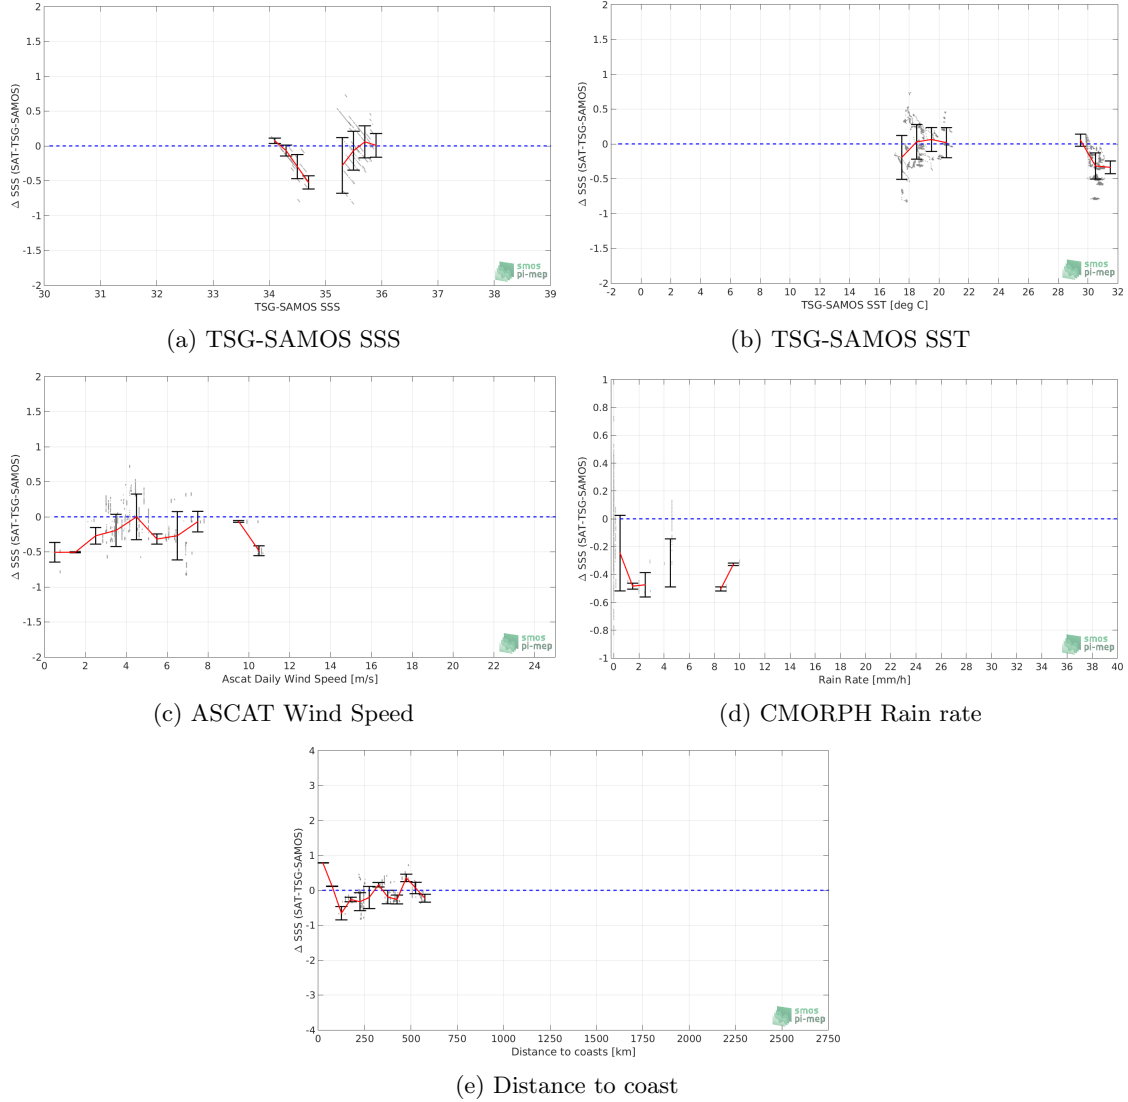 2
1.5
1
0.5
0
-0.5
-1
-1.5
-2
Δ SSS (SAT-TSG-SAMOS)
30 31 32 33 34 35 36 37 38 39
TSG-SAMOS SSS
smos
pi-mep
(a) TSG-SAMOS SSS
2
1.5
1
0.5
0
-0.5
-1
-1.5
-2
Δ SSS (SAT-TSG-SAMOS)
-2 0 2 4 6 8 10 12 14 16 18 20 22 24 26 28 30 32
TSG-SAMOS SST [deg C]
smos
pi-mep
(b) TSG-SAMOS SST
2
1.5
1
0.5
0
-0.5
-1
-1.5
-2
Δ SSS (SAT-TSG-SAMOS)
0 2 4 6 8 10 12 14 16 18 20 22 24
Ascat Daily Wind Speed [m/s]
smos
pi-mep
(c) ASCAT Wind Speed
1
0.8
0.6
0.4
0.2
0
-0.2
-0.4
-0.6
-0.8
-1
Δ SSS (SAT-TSG-SAMOS)
0 2 4 6 8 10 12 14 16 18 20 22 24 26 28 30 32 34 36 38 40
Rain Rate [mm/h]
smos
pi-mep
(d) CMORPH Rain rate
4
3
2
1
0
-1
-2
-3
-4
Δ SSS (SAT-TSG-SAMOS)
0 250 500 750 1000 1250 1500 1750 2000 2250 2500 2750
Distance to coasts [km]
smos
pi-mep
(e) Distance to coast